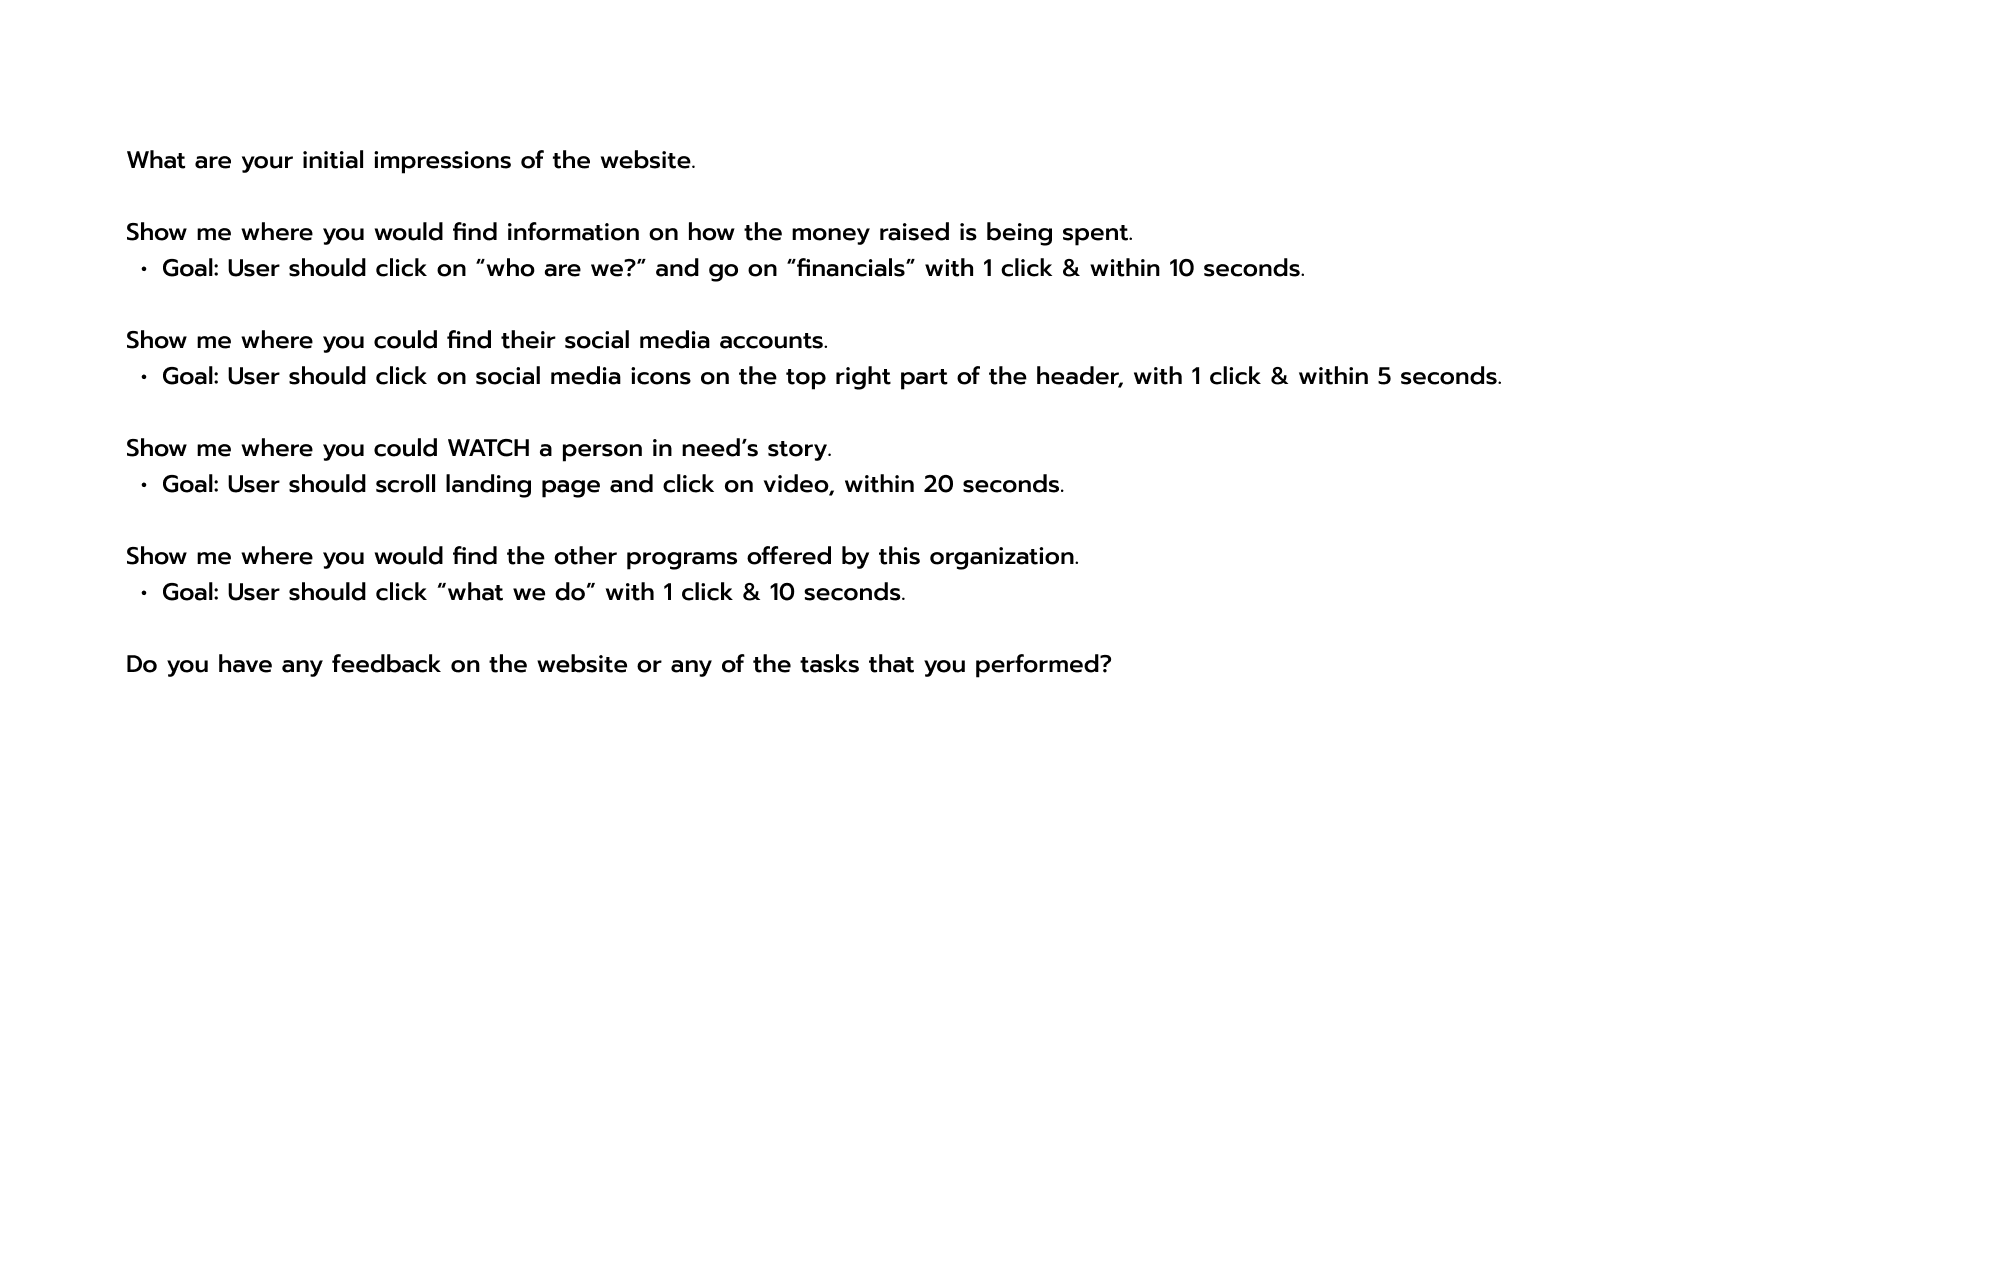 What are your initial impressions of the website.
Show me where you would find information on how the money raised is being spent.
• Goal: User should click on “who are we?” and go on “financials” with 1 click & within 10 seconds.
Show me where you could find their social media accounts.
• Goal: User should click on social media icons on the top right part of the header, with 1 click & within 5 seconds.
Show me where you could WATCH a person in need’s story.
• Goal: User should scroll landing page and click on video, within 20 seconds.
Show me where you would find the other programs offered by this organization.
• Goal: User should click “what we do” with 1 click & 10 seconds.
Do you have any feedback on the website or any of the tasks that you performed?